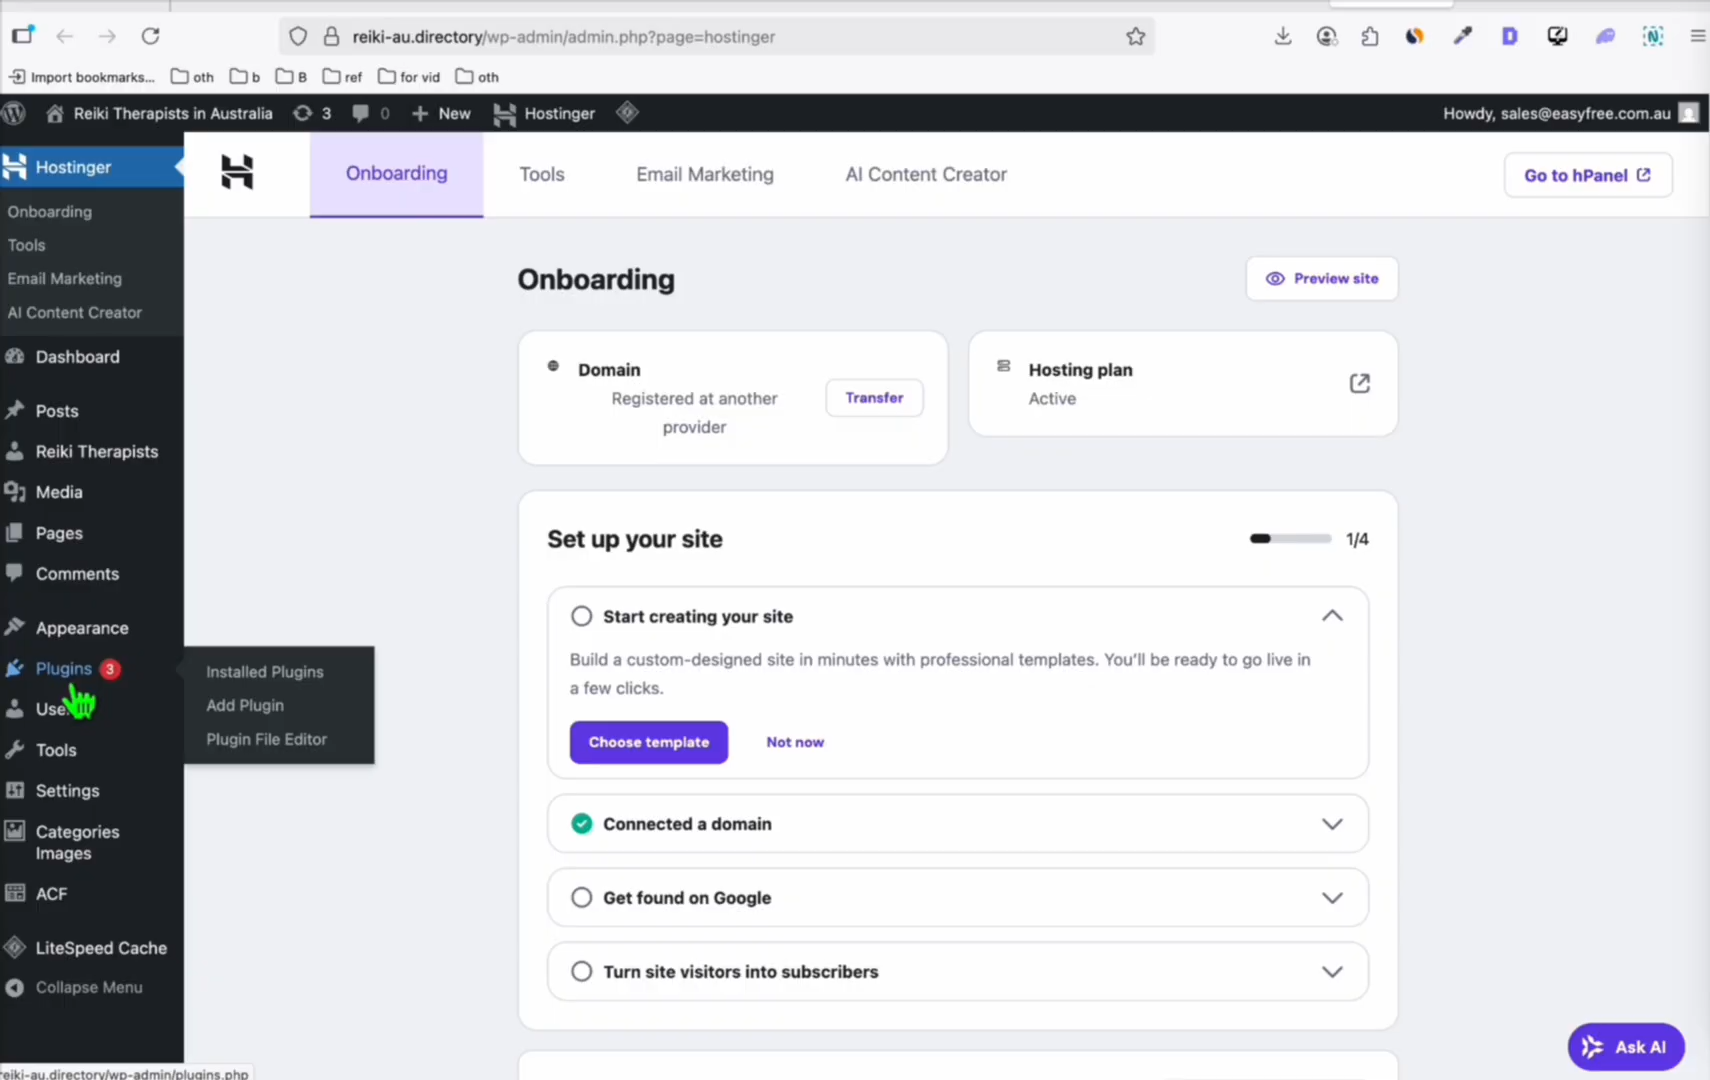 reiki-au.directory/wp-admin/admin.php?page=hostinger
Import bookmarks...
oth
b
B
ref
for vid
oth
Reiki Therapists in Australia
3
0
New
Hostinger
Howdy, sales@easyfree.com.au
Hostinger
Onboarding
Tools
Email Marketing
AI Content Creator
Dashboard
Posts
Reiki Therapists
Media
Pages
Comments
Appearance
Plugins 3
Tools
Settings
Categories
Images
ACF
LiteSpeed Cache
Collapse Menu
Installed Plugins
Add Plugin
Plugin File Editor
Onboarding
Tools
Email Marketing
AI Content Creator
Go to hPanel
Onboarding
Preview site
Domain
Registered at another
provider
Transfer
Hosting plan
Active
Set up your site
1/4
Start creating your site
Build a custom-designed site in minutes with professional templates. You'll be ready to go live in
a few clicks.
Choose template
Not now
Connected a domain
Get found on Google
Turn site visitors into subscribers
Ask AI
reiki-au.directory/wp-admin/plugins.php